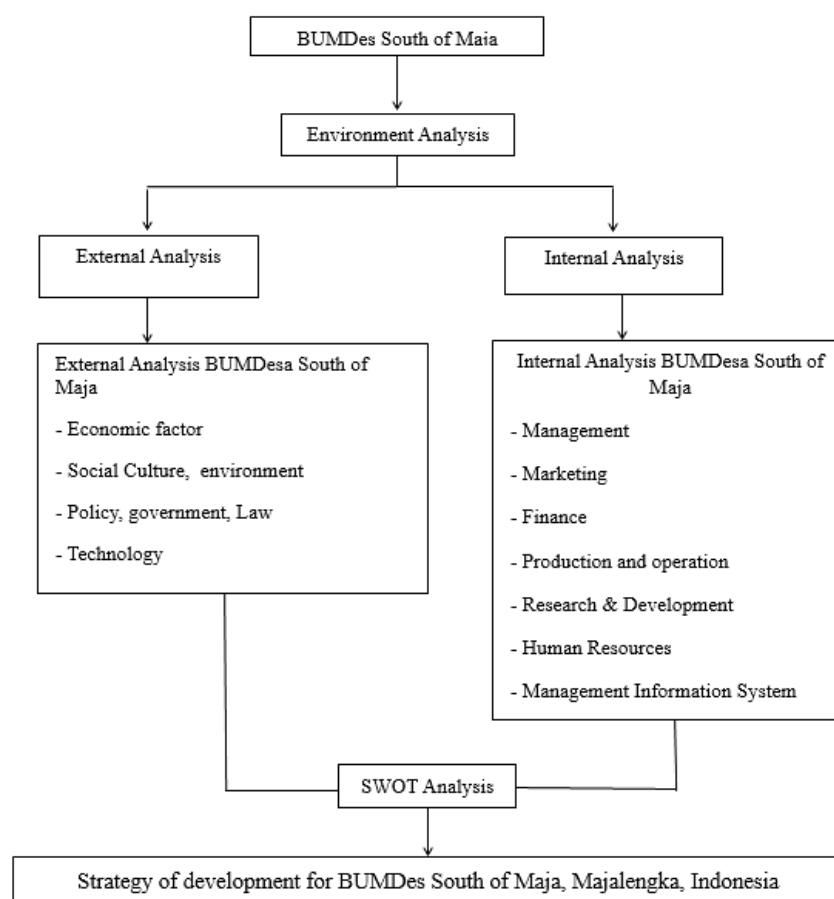 BUMDes South of Maja
Environment Analysis
External Analysis
Internal Analysis
External Analysis BUMDesa South of
Maja
- Economic factor
- Social Culture, environment
- Policy, government, Law
- Technology
Internal Analysis BUMDesa South of
Maja
- Management
- Marketing
- Finance
- Production and operation
- Research & Development
- Human Resources
- Management Information System
SWOT Analysis
Strategy of development for BUMDes South of Maja, Majalengka, Indonesia